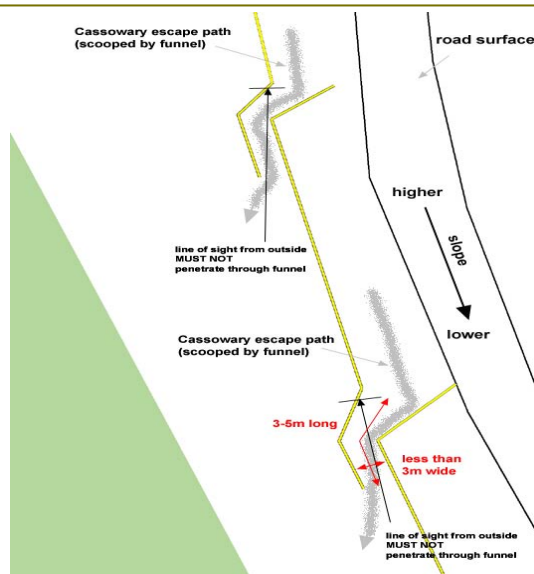 Cassowary escape path
(scooped by funnel)
road surface
higher
slope
lower
line of sight from outside
MUST NOT
penetrate through funnel
Cassowary escape path
(scooped by funnel)
3-5m long
less than
3m wide
line of sight from outside
MUST NOT
penetrate through funnel